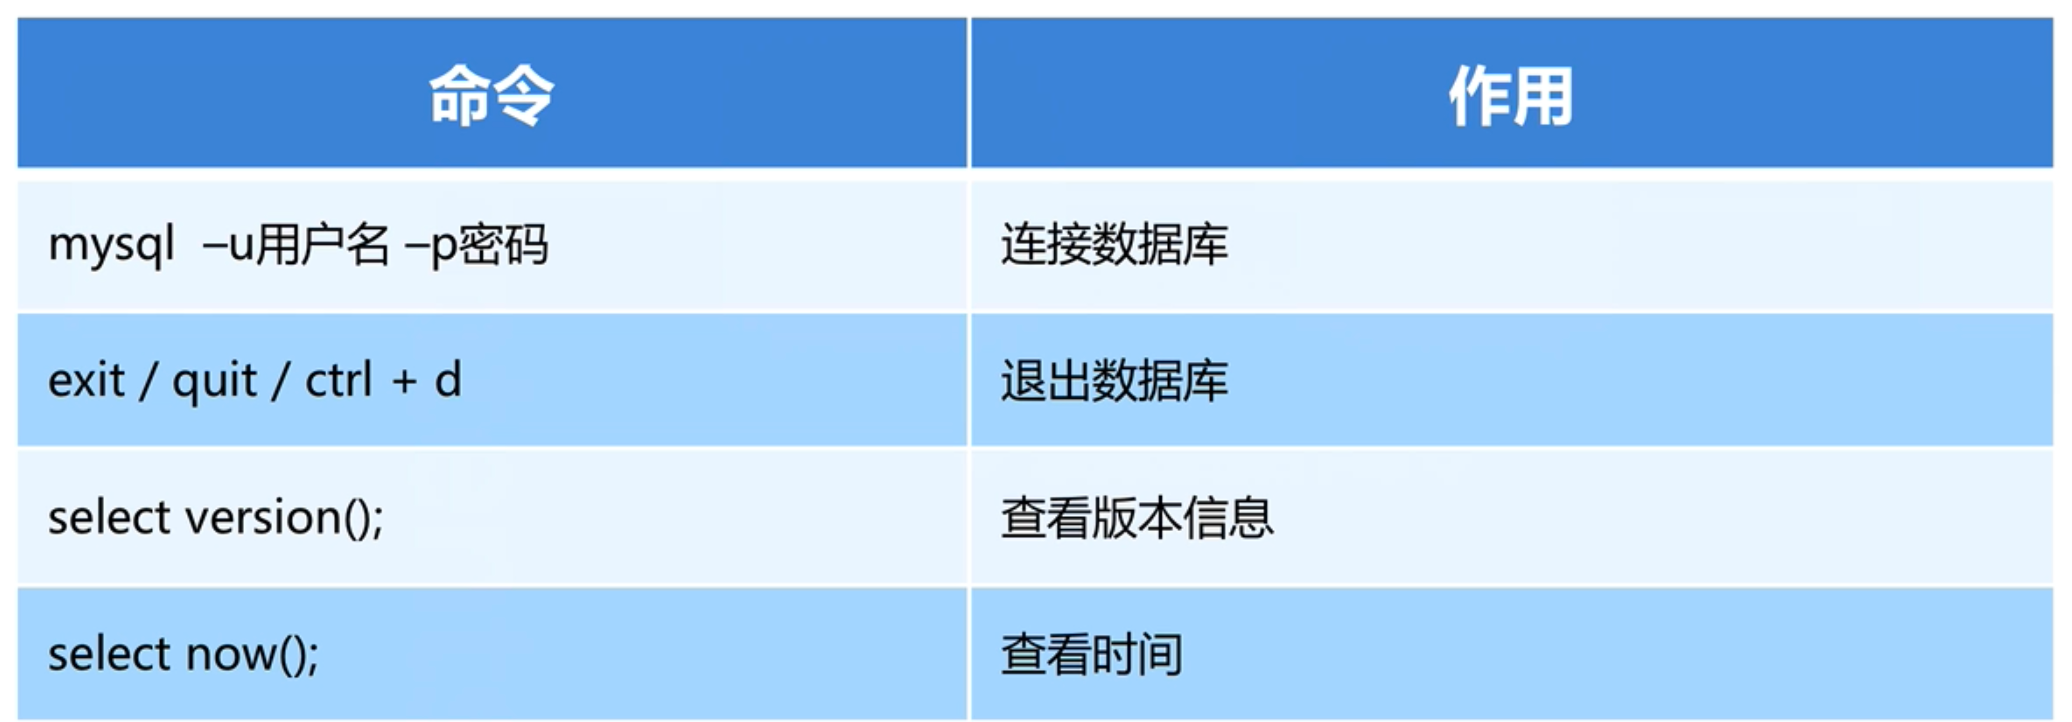 命令 作用
mysql –u用户名 –p密码 连接数据库
exit / quit / ctrl + d 退出数据库
select version(); 查看版本信息
select now(); 查看时间